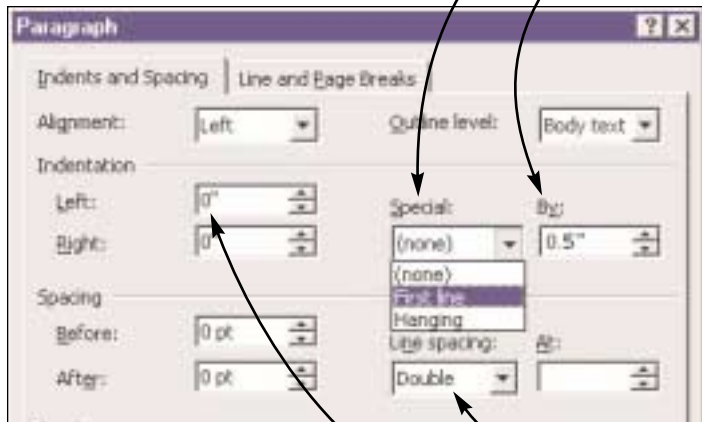 Paragraph
Indents and Spacing Line and Page Breaks
Alignment: Left Outline level: Body text
Indentation
Left: 0" Special: By:
Right: 0" (none) 0.5"
(none)
Spacing First line
Hanging
Before: 0 pt Line spacing: At:
After: 0 pt Double